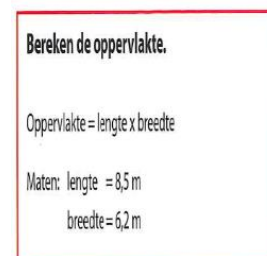 Bereken de oppervlakte.
Oppervlakte = lengte x breedte
Maten: lengte = 8,5 m
breedte = 6,2 m